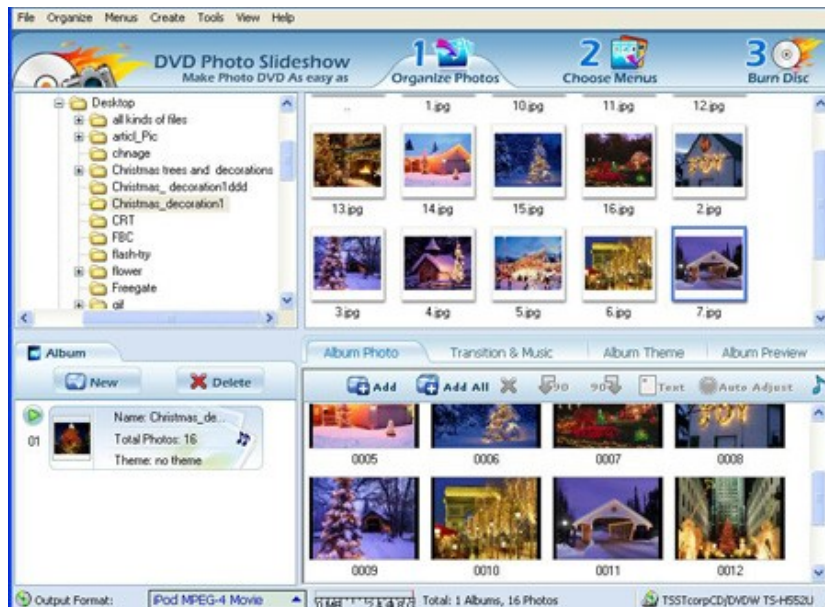 File Organize Menus Create Tools View Help
DVD Photo Slideshow
Make Photo DVD As easy as
1 Organize Photos
2 Choose Menus
3 Burn Disc
Desktop
all kinds of files
articl_Pic
chnage
Christmas trees and decorations
Christmas_ decoration1ddd
Christmas_decoration1
CRT
FBC
flash-try
flower
Freegate
gif
.. 1.jpg 10.jpg 11.jpg 12.jpg
13.jpg 14.jpg 15.jpg 16.jpg 2.jpg
3.jpg 4.jpg 5.jpg 6.jpg 7.jpg
Album
New Delete
01
Name: Christmas_de...
Total Photos: 16
Theme: no theme
Album Photo Transition & Music Album Theme Album Preview
Add Add All 90 90 Text Auto Adjust
0005 0006 0007 0008
0009 0010 0011 0012
Output Format: iPod MPEG-4 Movie Total: 1 Albums, 16 Photos TSSTcorpCD/DVDW TS-H552U